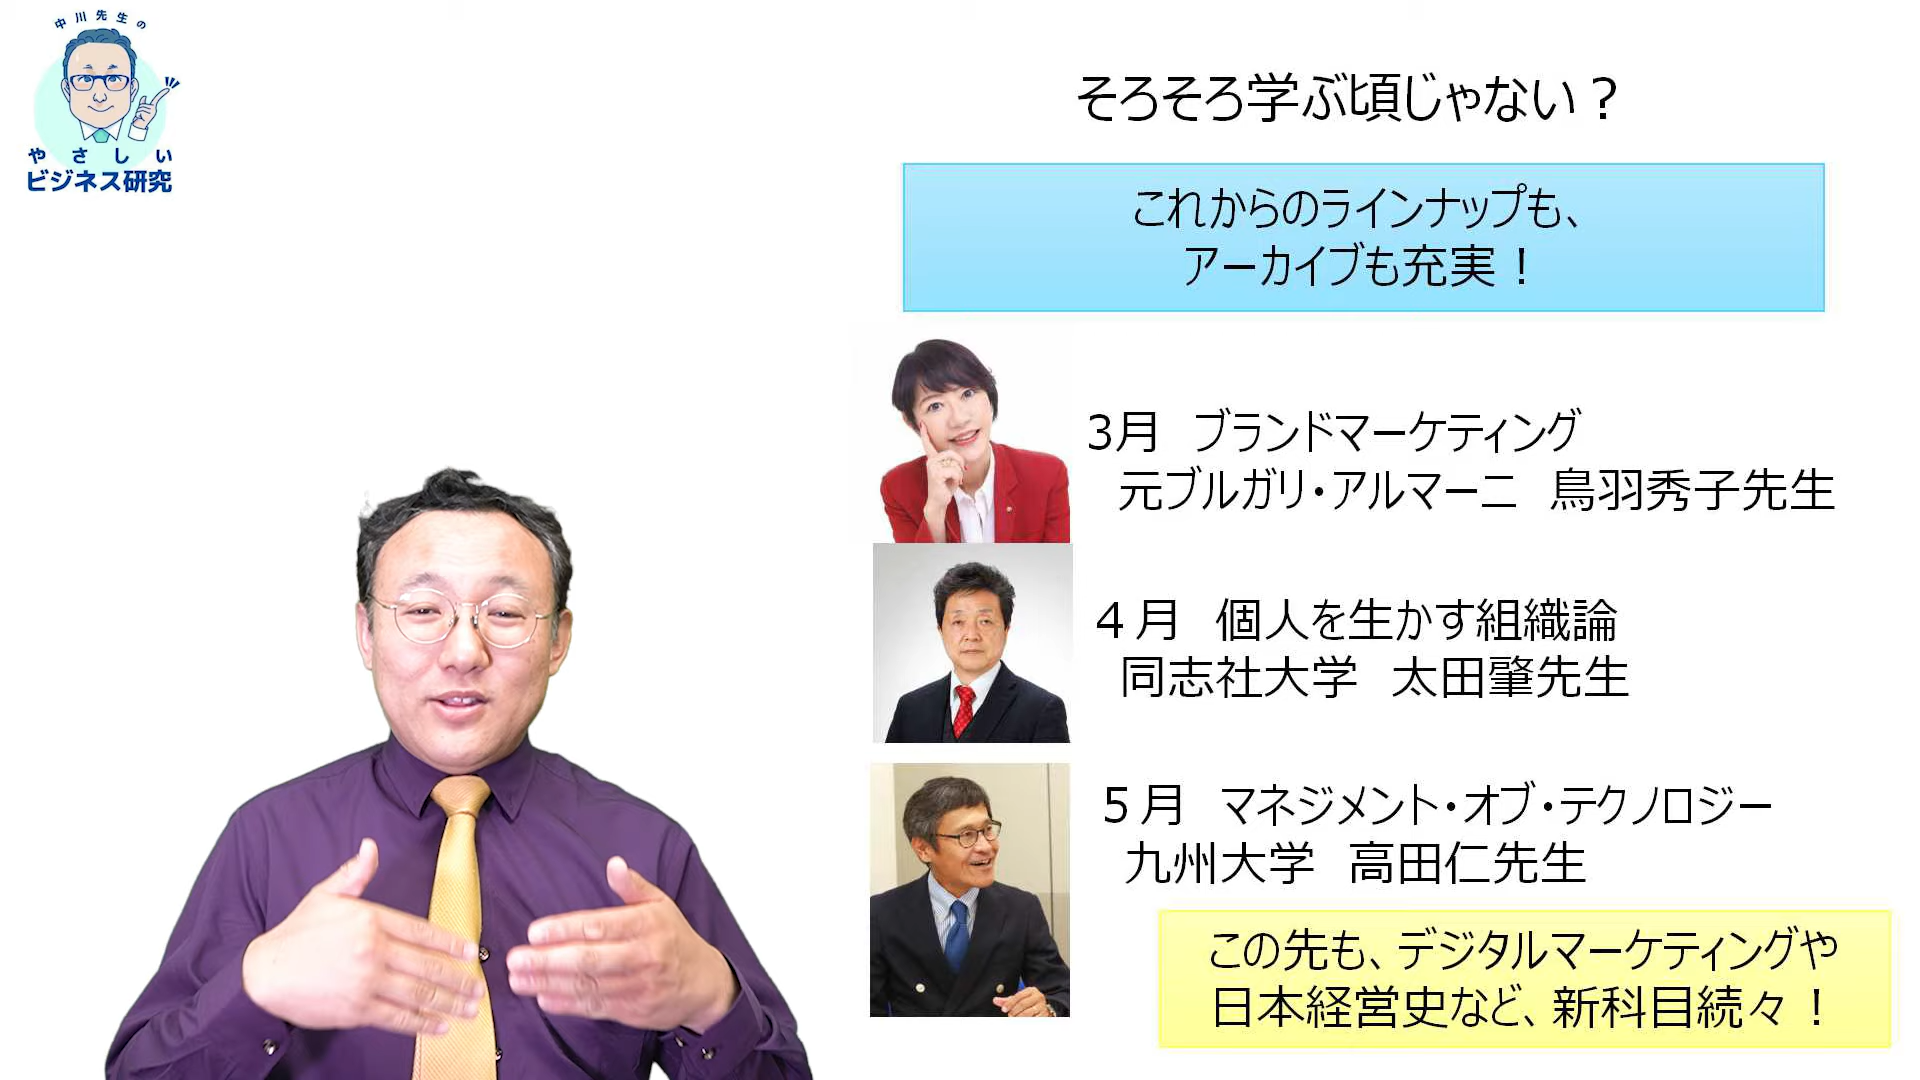 中川先生の
やさしい
ビジネス研究
そろそろ学ぶ頃じゃない？
これからのラインナップも、
アーカイブも充実！
3月　ブランドマーケティング
元ブルガリ・アルマーニ　鳥羽秀子先生
４月　個人を生かす組織論
同志社大学　太田肇先生
５月　マネジメント・オブ・テクノロジー
九州大学　高田仁先生
この先も、デジタルマーケティングや
日本経営史など、新科目続々！